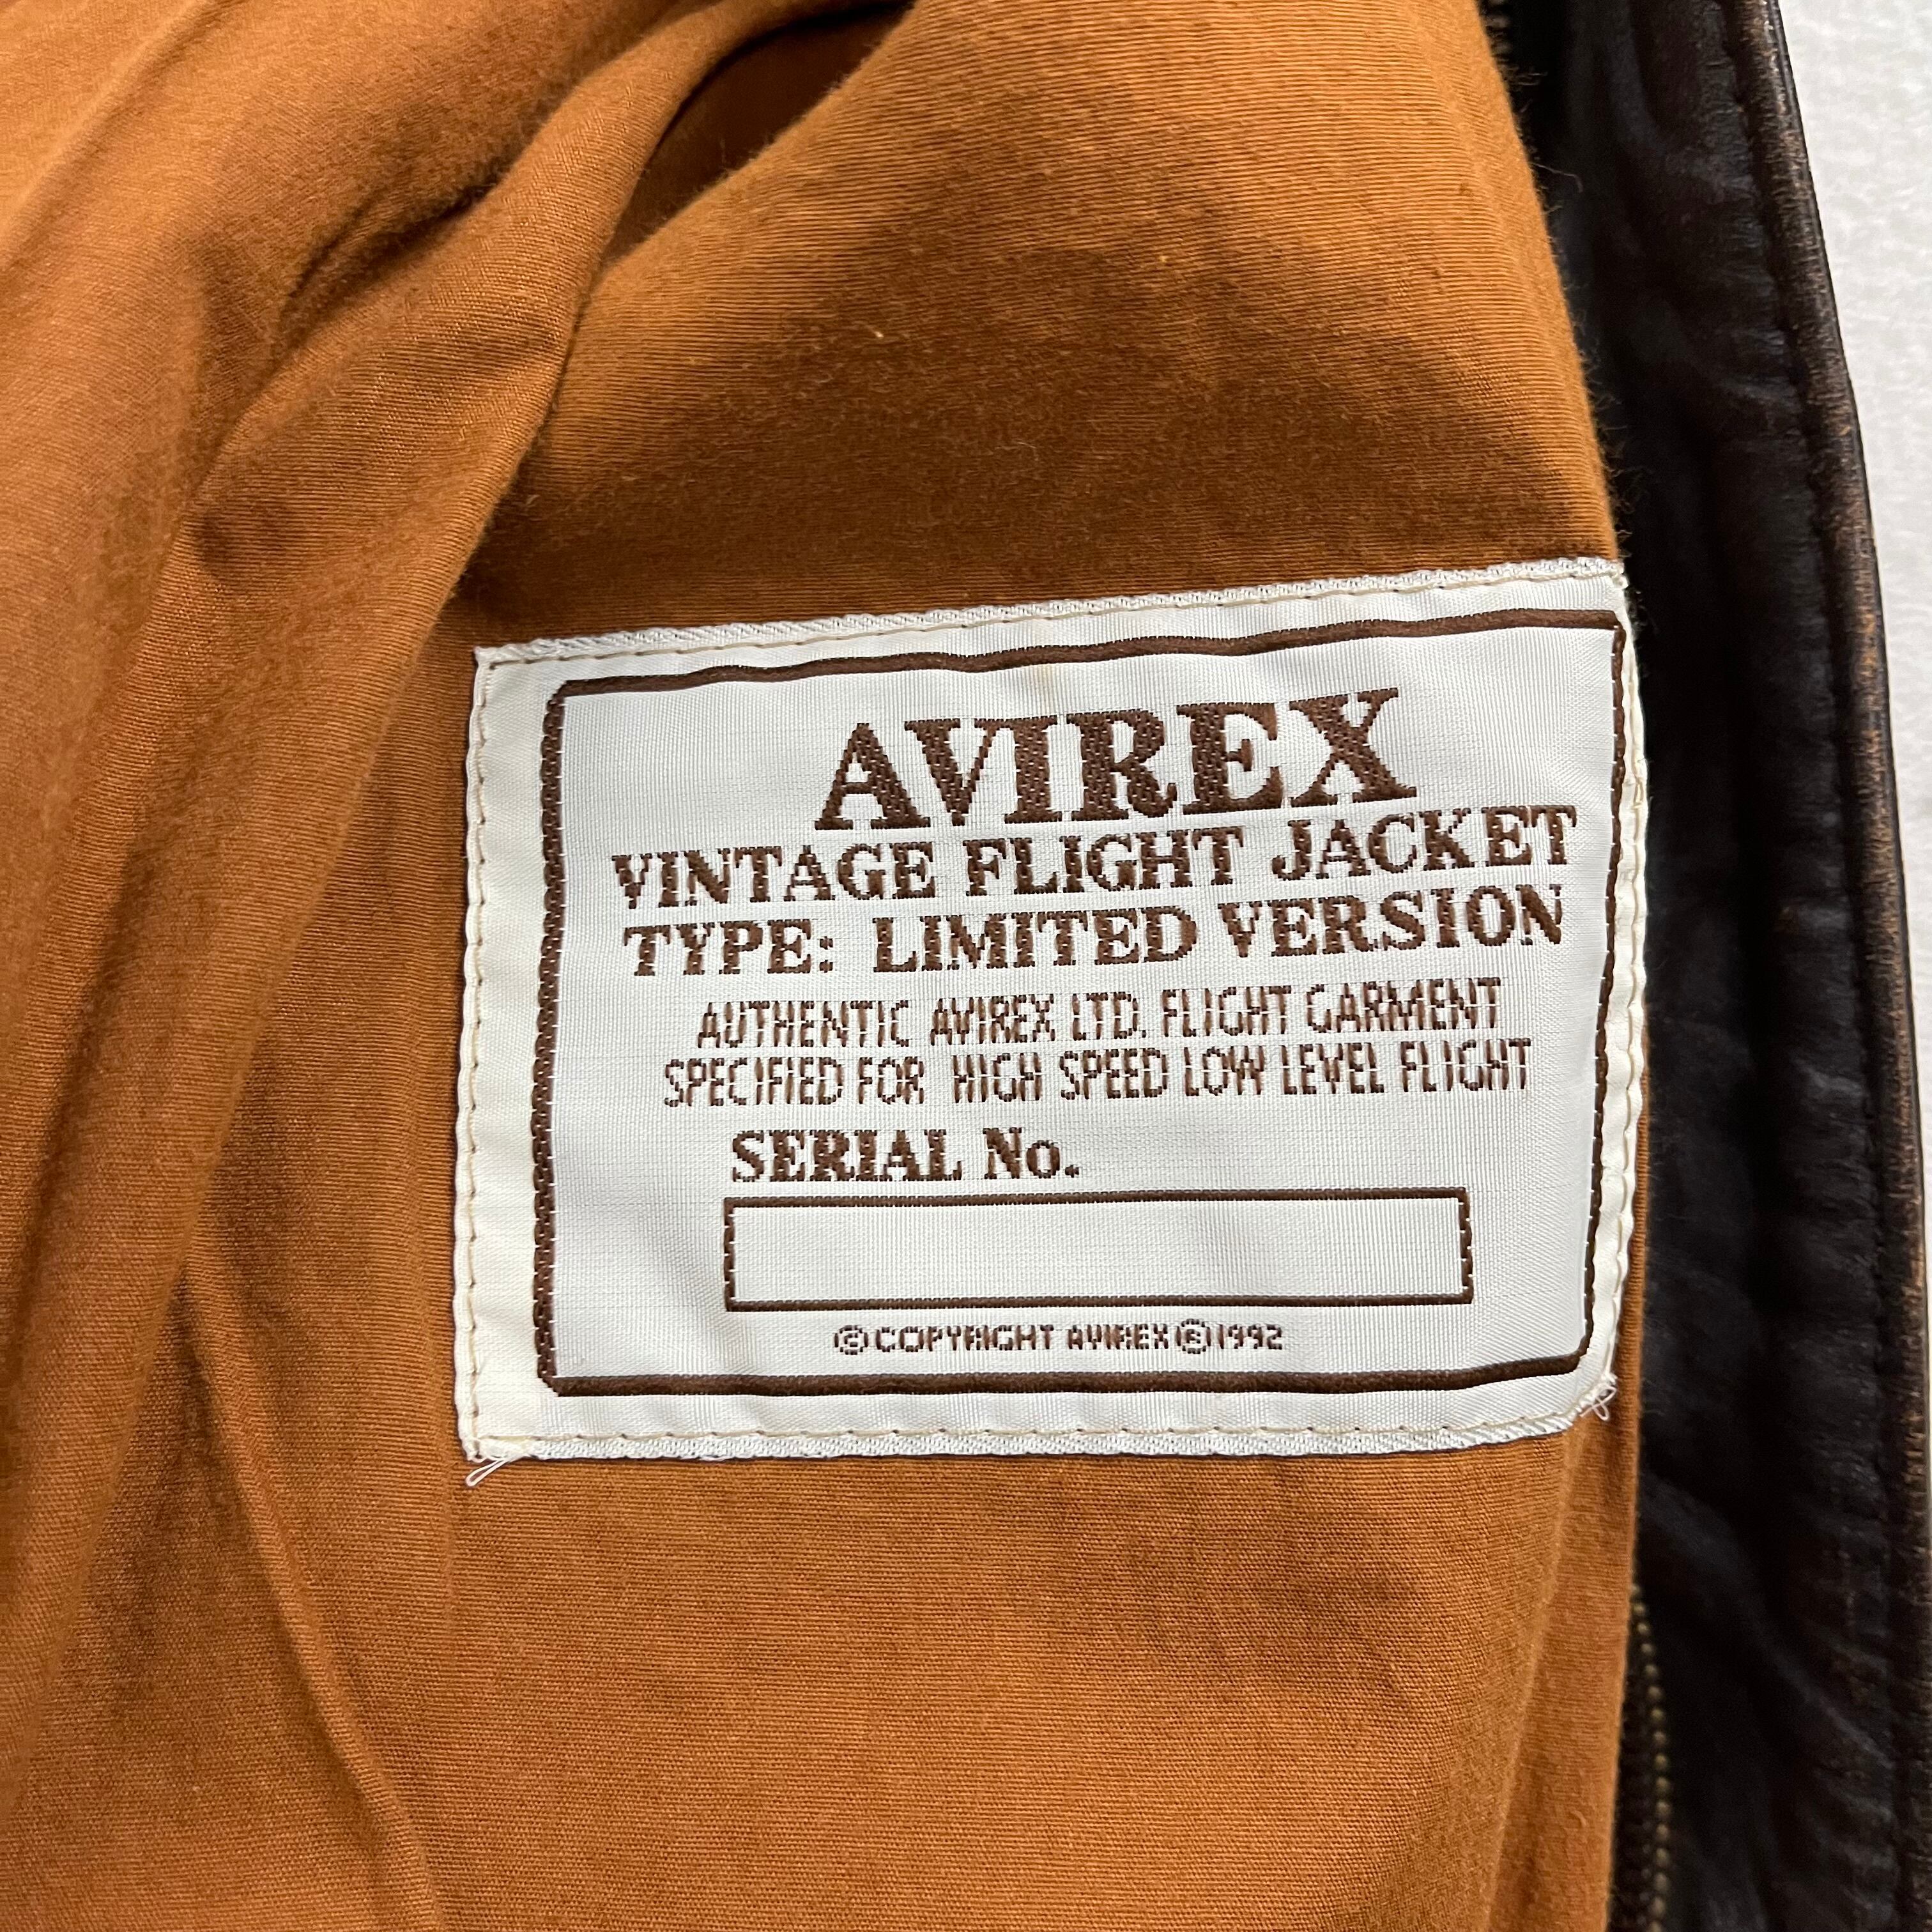 AVIREX
VINTAGE FLIGHT JACKET
TYPE: LIMITED VERSION
AUTHENTIC AVIREX LTD. FLIGHT GARMENT
SPECIFIED FOR HIGH SPEED LOW LEVEL FLIGHT
SERIAL No.
©COPYRIGHT AVIREX®1992